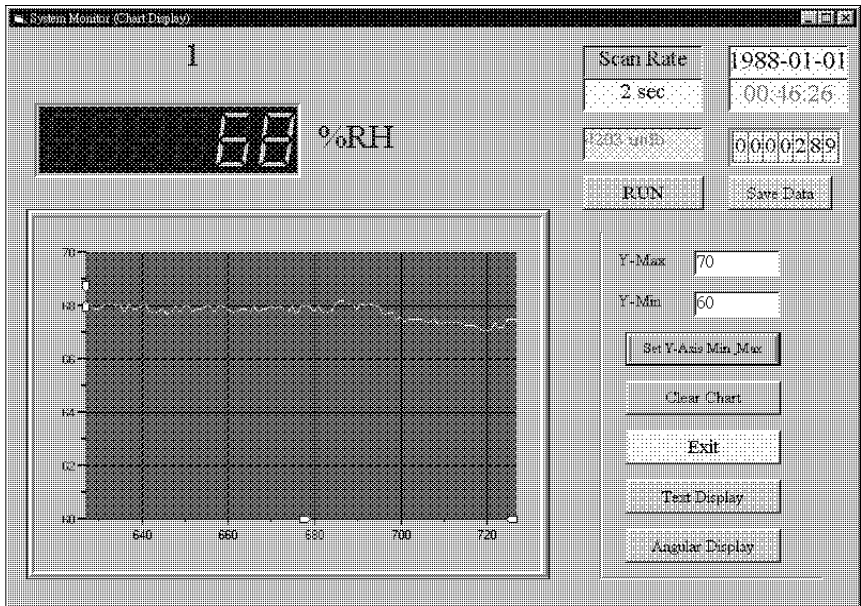 System Monitor (Chart Display)
1
68
%RH
Scan Rate
2 sec
1988-01-01
00:46:26
0000289
RUN
Save Data
Y-Max 70
Y-Min 60
Set Y-Axis Min ,Max
Clear Chart
Exit
Text Display
Angular Display
70
68
66
64
62
60
640 660 680 700 720